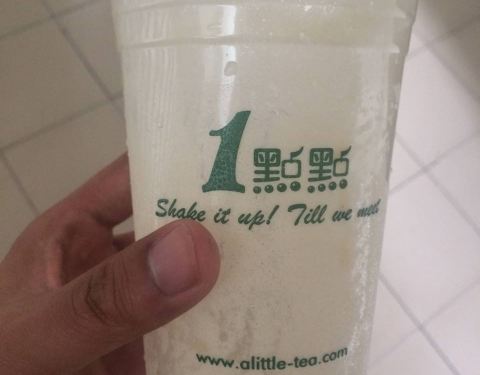 1點點
Shake it up! Till we meet
www.alittle-tea.com